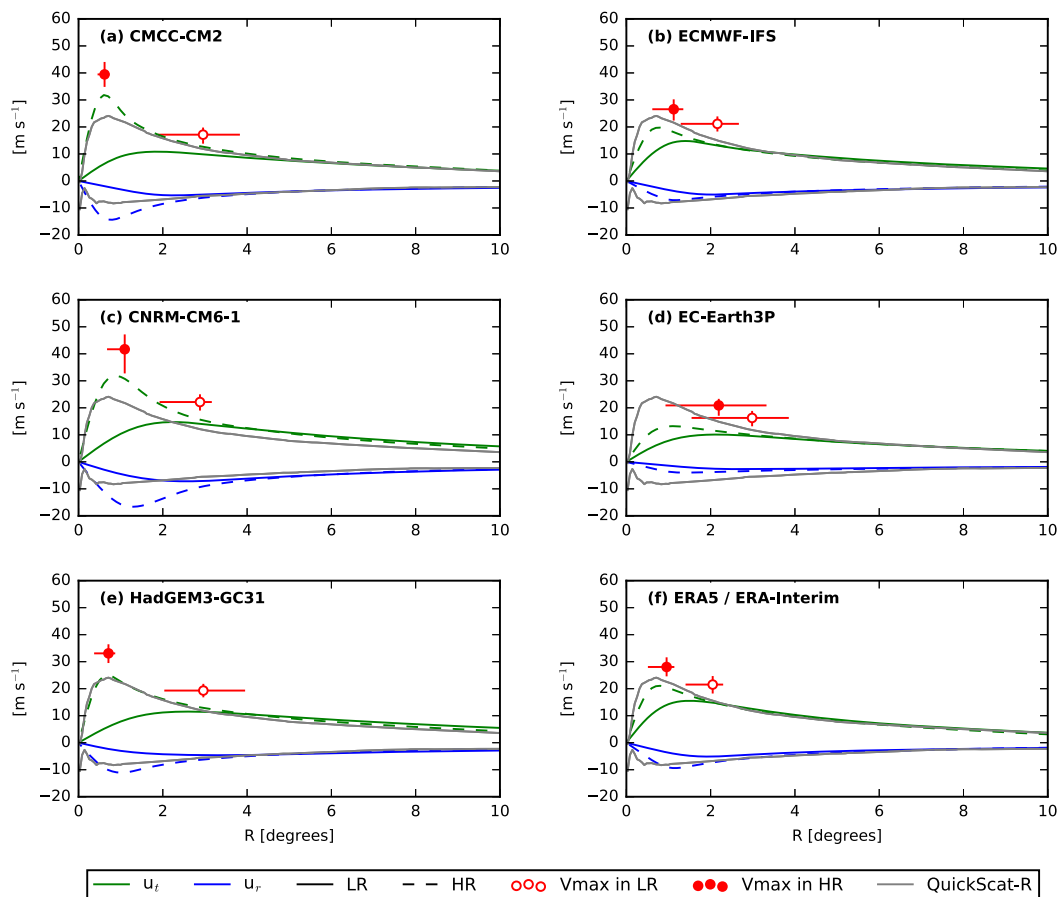 (a) CMCC-CM2
60
50
40
30
20
10
0
−10
−20
[m s⁻¹]
0 2 4 6 8 10
(b) ECMWF-IFS
60
50
40
30
20
10
0
−10
−20
[m s⁻¹]
0 2 4 6 8 10
(c) CNRM-CM6-1
60
50
40
30
20
10
0
−10
−20
[m s⁻¹]
0 2 4 6 8 10
(d) EC-Earth3P
60
50
40
30
20
10
0
−10
−20
[m s⁻¹]
0 2 4 6 8 10
(e) HadGEM3-GC31
60
50
40
30
20
10
0
−10
−20
[m s⁻¹]
0 2 4 6 8 10
R [degrees]
(f) ERA5 / ERA-Interim
60
50
40
30
20
10
0
−10
−20
[m s⁻¹]
0 2 4 6 8 10
R [degrees]
uₜ uᵣ LR HR Vmax in LR Vmax in HR QuickScat-R